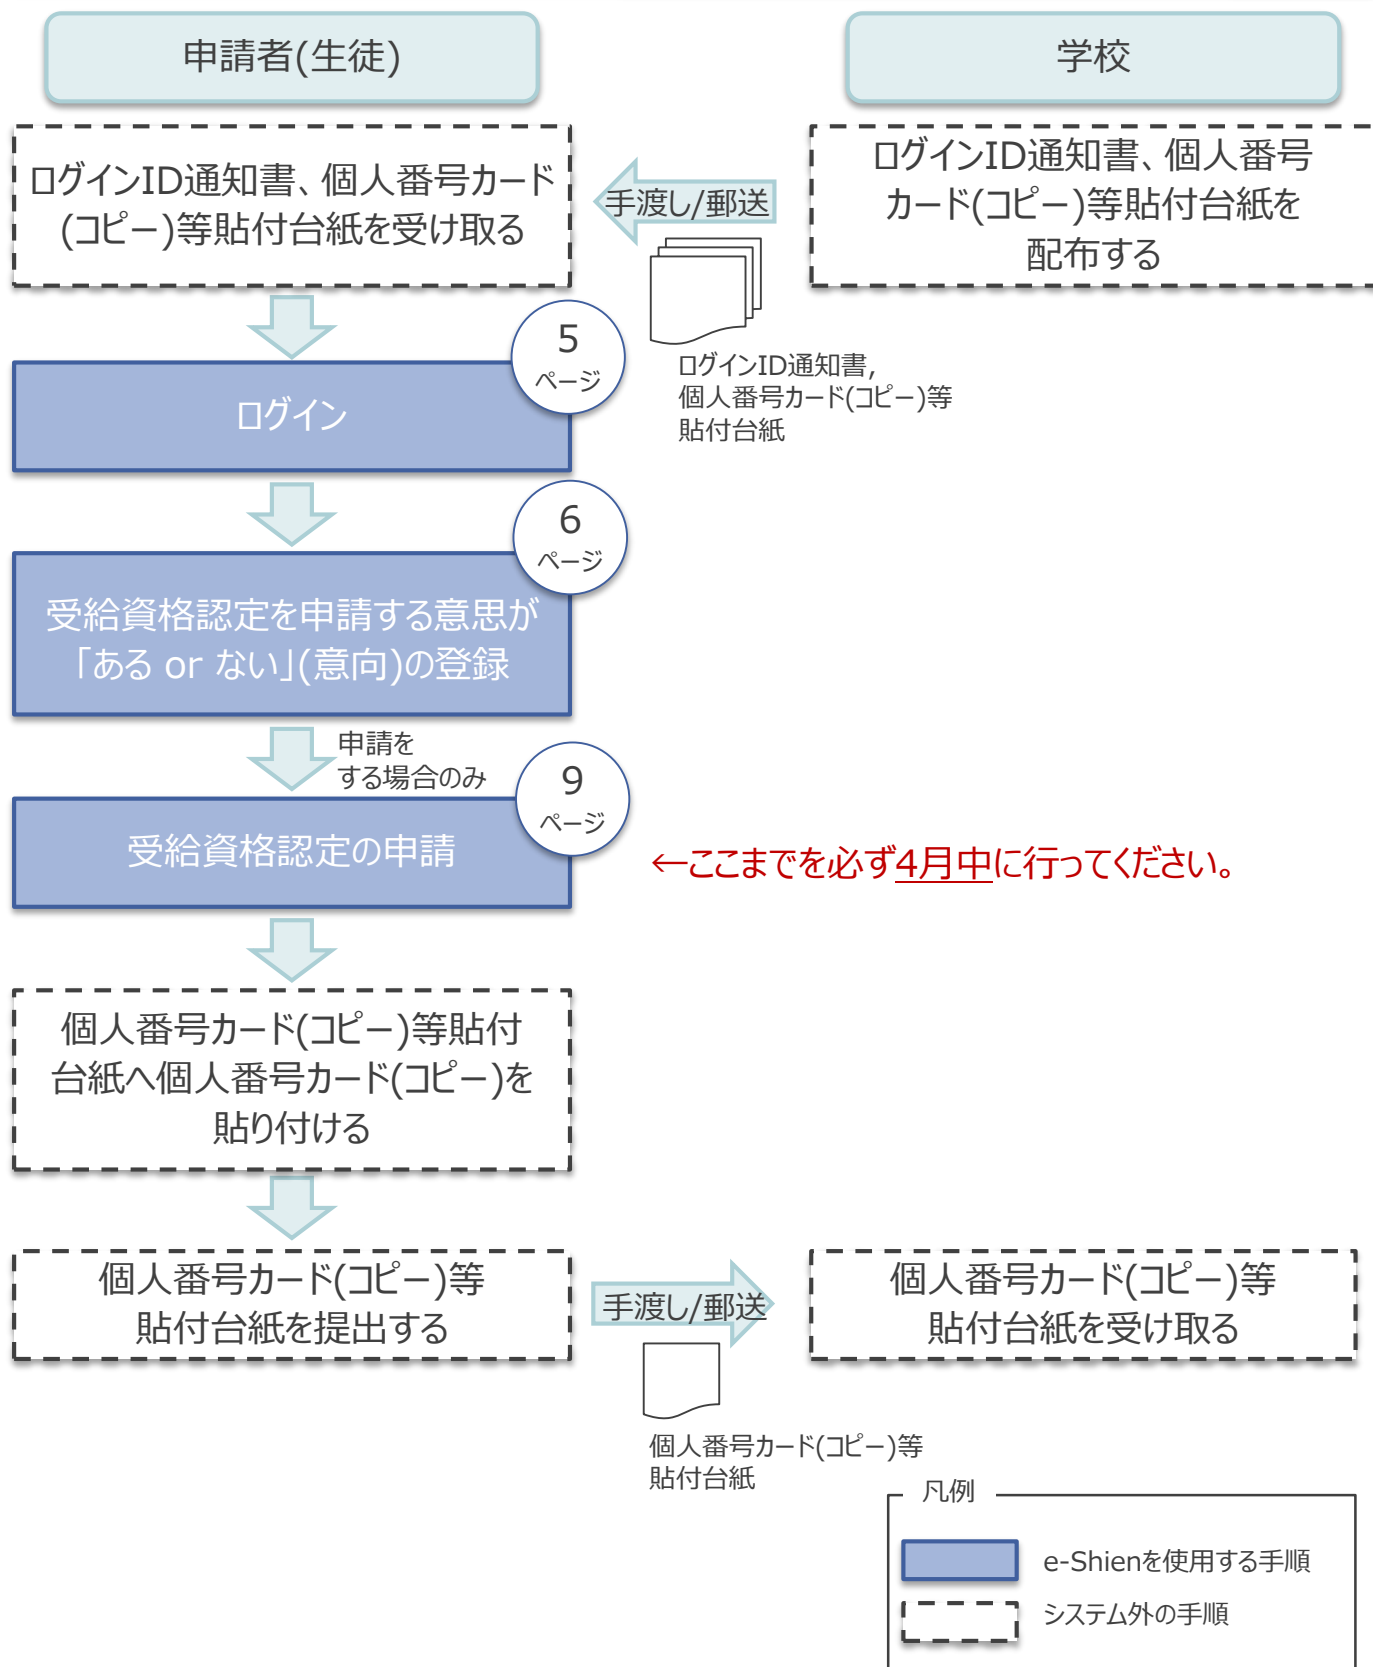 申請者(生徒)
学校
ログインID通知書、個人番号カード
(コピー)等貼付台紙を受け取る
手渡し/郵送
ログインID通知書、個人番号
カード(コピー)等貼付台紙を
配布する
ログインID通知書,
個人番号カード(コピー)等
貼付台紙
5
ページ
ログイン
6
ページ
受給資格認定を申請する意思が
「ある or ない」(意向)の登録
申請を
する場合のみ
9
ページ
受給資格認定の申請
←ここまでを必ず4月中に行ってください。
個人番号カード(コピー)等貼付
台紙へ個人番号カード(コピー)を
貼り付ける
個人番号カード(コピー)等
貼付台紙を提出する
手渡し/郵送
個人番号カード(コピー)等
貼付台紙を受け取る
個人番号カード(コピー)等
貼付台紙
凡例
e-Shienを使用する手順
システム外の手順